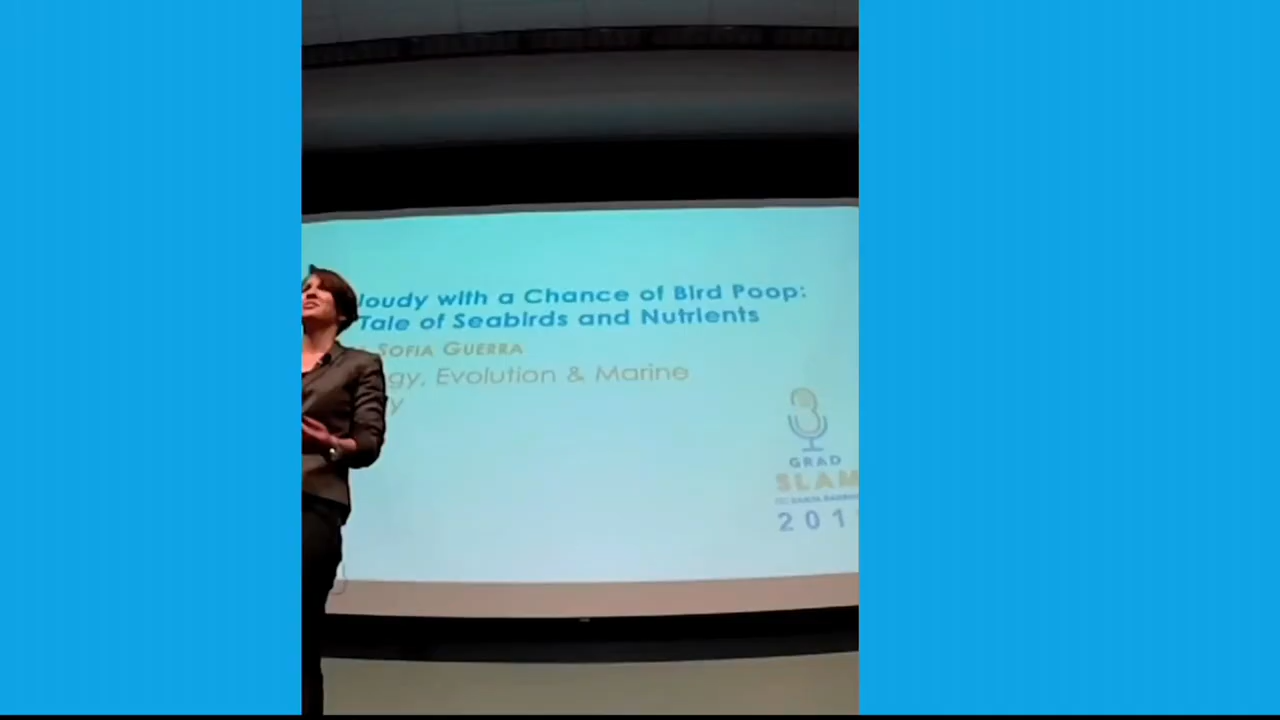 loudy with a Chance of Bird Poop:
Tale of Seabirds and Nutrients
SOFIA GUERRA
gy, Evolution & Marine
y
GRAD
SLAM
201